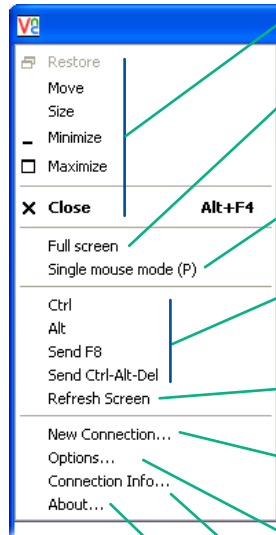 VNC
Restore
Move
Size
Minimize
Maximize
Close Alt+F4
Full screen
Single mouse mode (P)
Ctrl
Alt
Send F8
Send Ctrl-Alt-Del
Refresh Screen
New Connection...
Options...
Connection Info...
About...